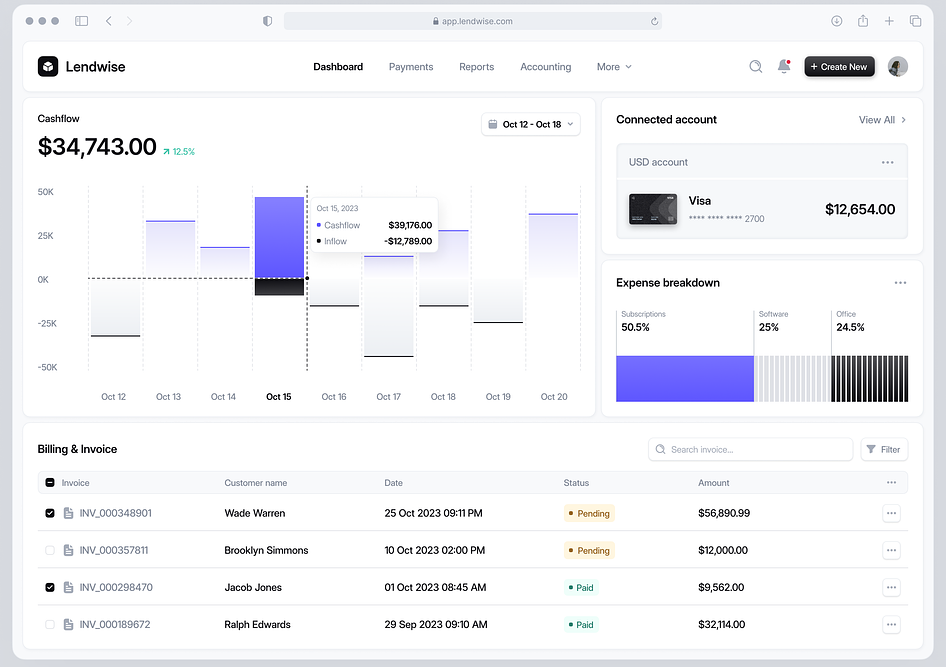 app.lendwise.com
Lendwise
Dashboard Payments Reports Accounting More
+ Create New
Cashflow
$34,743.00 12.5%
Oct 12 - Oct 18
50K
25K
0K
-25K
-50K
Oct 15, 2023
Cashflow $39,176.00
Inflow -$12,789.00
Oct 12 Oct 13 Oct 14 Oct 15 Oct 16 Oct 17 Oct 18 Oct 19 Oct 20
Connected account View All
USD account
Visa
•••• •••• •••• 2700
$12,654.00
Expense breakdown
Subscriptions Software Office
50.5% 25% 24.5%
Billing & Invoice
Search invoice...
Filter
Invoice Customer name Date Status Amount
INV_000348901 Wade Warren 25 Oct 2023 09:11 PM Pending $56,890.99
INV_000357811 Brooklyn Simmons 10 Oct 2023 02:00 PM Pending $12,000.00
INV_000298470 Jacob Jones 01 Oct 2023 08:45 AM Paid $9,562.00
INV_000189672 Ralph Edwards 29 Sep 2023 09:10 AM Paid $32,114.00